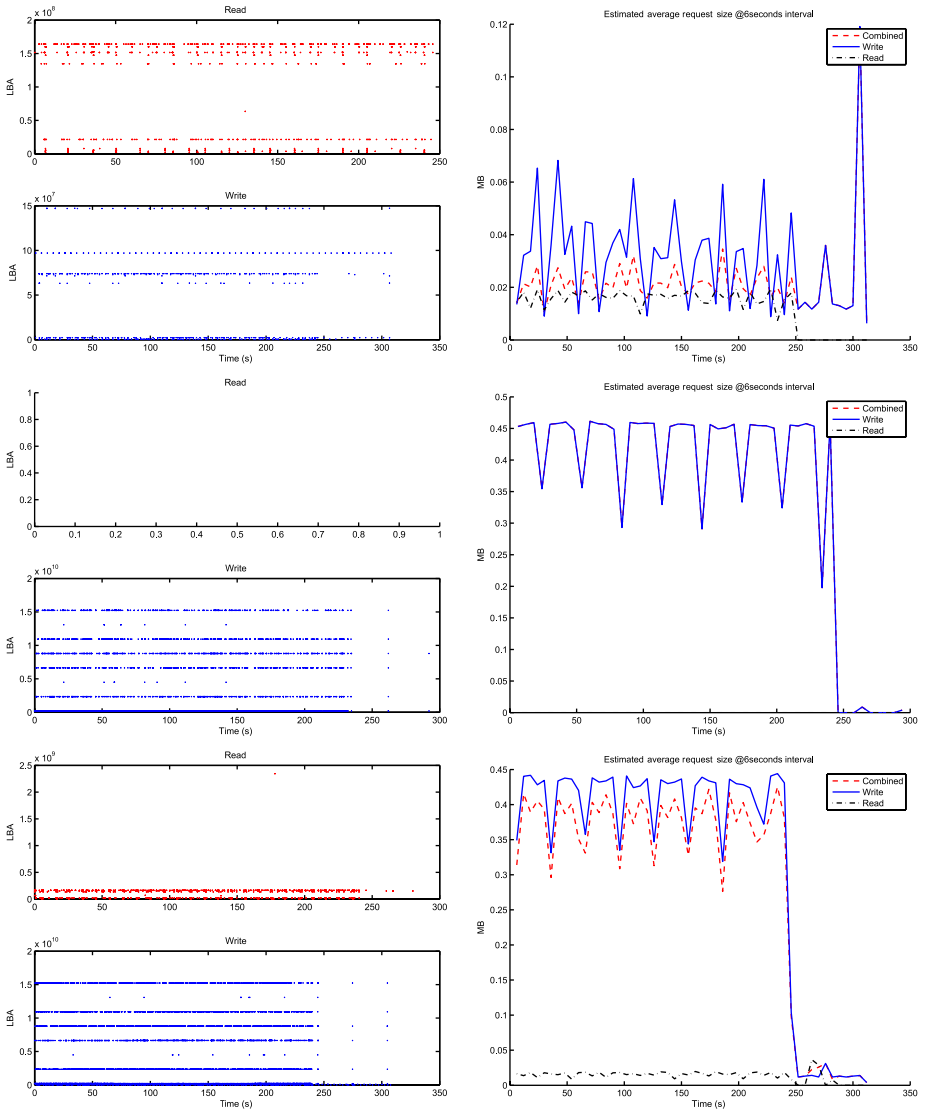 Read
x 10^8
LBA
2
1.5
1
0.5
0
0 50 100 150 200 250
Write
x 10^7
LBA
15
10
5
0
0 50 100 150 200 250 300 350
Time (s)
Estimated average request size @6seconds interval
Combined
Write
Read
MB
0.12
0.1
0.08
0.06
0.04
0.02
0
0 50 100 150 200 250 300 350
Time (s)
Read
LBA
1
0.8
0.6
0.4
0.2
0
0 0.1 0.2 0.3 0.4 0.5 0.6 0.7 0.8 0.9 1
Write
x 10^10
LBA
2
1.5
1
0.5
0
0 50 100 150 200 250 300
Time (s)
Estimated average request size @6seconds interval
Combined
Write
Read
MB
0.5
0.45
0.4
0.35
0.3
0.25
0.2
0.15
0.1
0.05
0
0 50 100 150 200 250 300
Time (s)
Read
x 10^9
LBA
2.5
2
1.5
1
0.5
0
0 50 100 150 200 250 300
Write
x 10^10
LBA
2
1.5
1
0.5
0
0 50 100 150 200 250 300 350
Time (s)
Estimated average request size @6seconds interval
Combined
Write
Read
MB
0.45
0.4
0.35
0.3
0.25
0.2
0.15
0.1
0.05
0
0 50 100 150 200 250 300 350
Time (s)